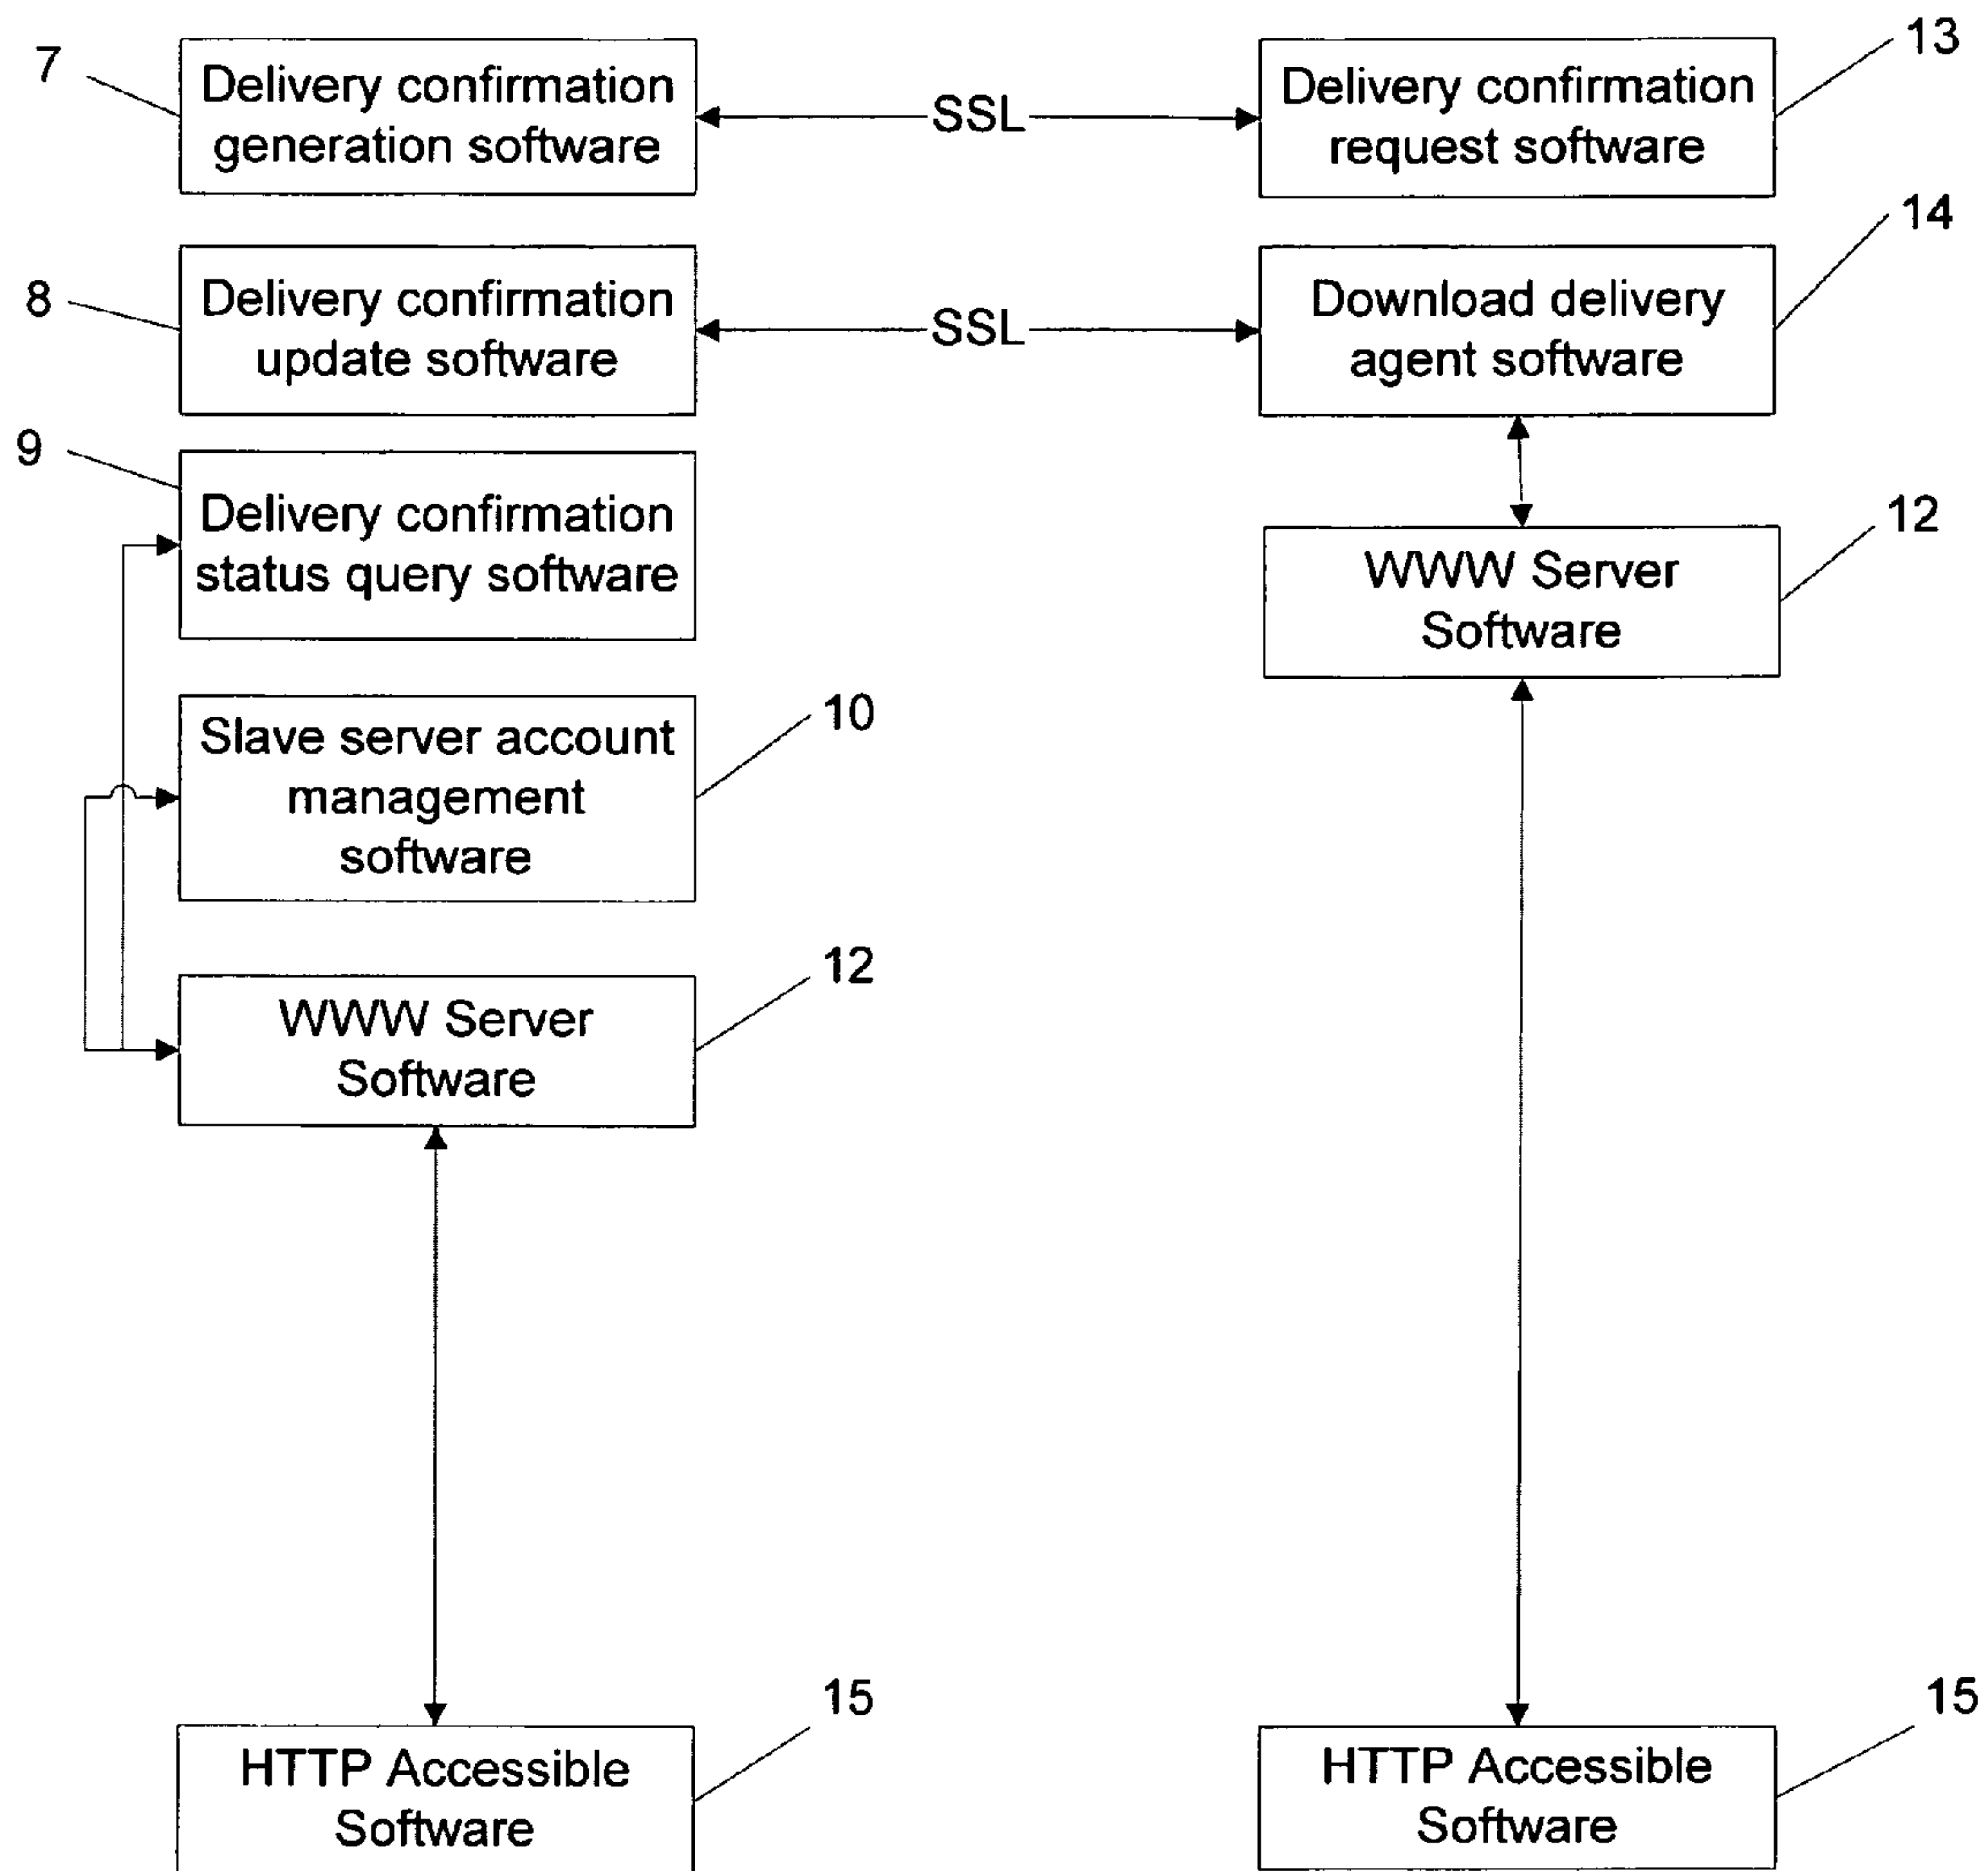 7
Delivery confirmation
generation software
SSL
Delivery confirmation
request software
13
8
Delivery confirmation
update software
SSL
Download delivery
agent software
14
9
Delivery confirmation
status query software
WWW Server
Software
12
Slave server account
management
software
10
WWW Server
Software
12
HTTP Accessible
Software
15
HTTP Accessible
Software
15